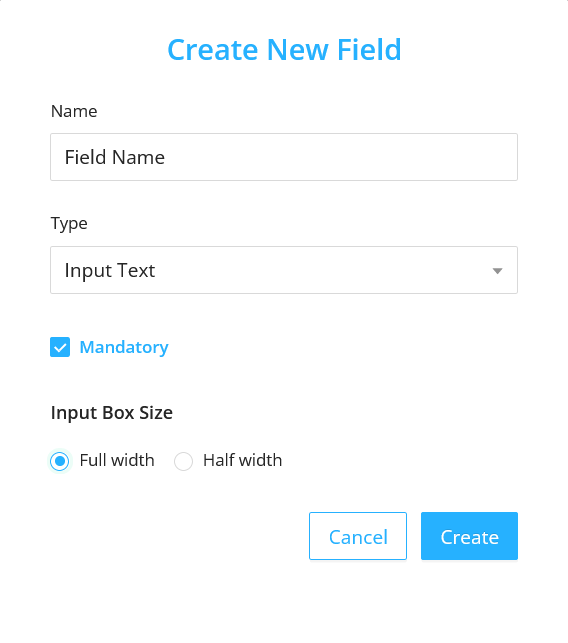 Create New Field
Name
Field Name
Type
Input Text
Mandatory
Input Box Size
Full width Half width
Cancel Create